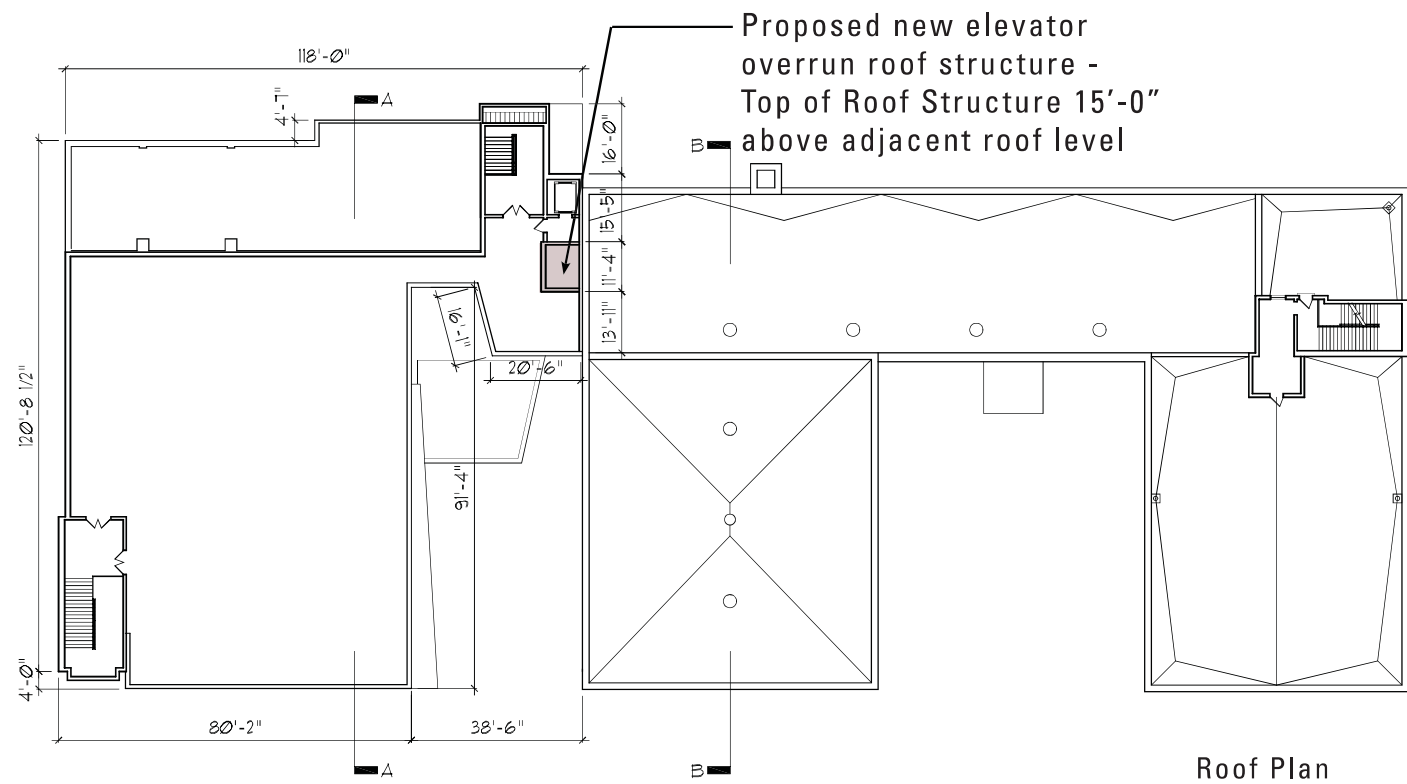 Proposed new elevator
overrun roof structure -
Top of Roof Structure 15'-0"
above adjacent roof level
118'-0"
4'-7"
A
B
16'-0"
15'-5"
11'-4"
13'-11"
16'-1"
20'-6"
120'-8 1/2"
91'-4"
4'-0"
80'-2"
38'-6"
A
B
Roof Plan